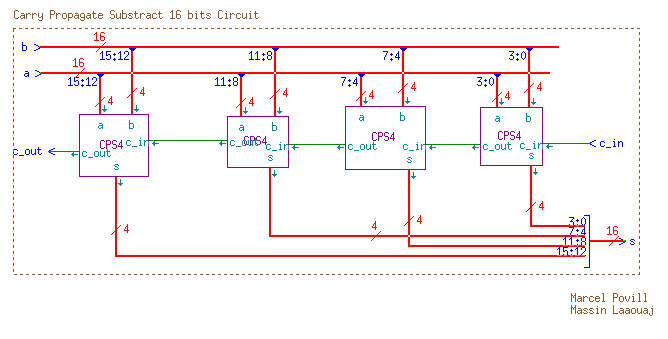 Carry Propagate Substract 16 bits Circuit
b 16
15:12 11:8 7:4 3:0
a 16
15:12 11:8 7:4 3:0
4 4 4 4 4 4 4 4
a b a b a b a b
CPS4 CPS4 CPS4 CPS4
c_out c_out c_in c_out c_in c_out c_in c_out c_in c_in
s s s s
4 4 4 4
3:0
7:4
11:8
15:12
16 s
Marcel Povill
Massin Laaouaj